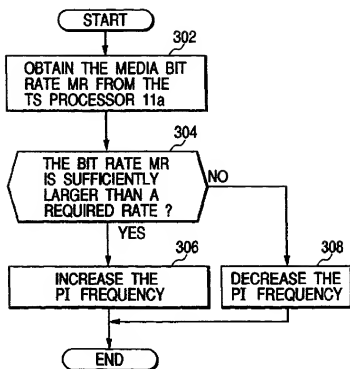 START
302
OBTAIN THE MEDIA BIT
RATE MR FROM THE
TS PROCESSOR 11a
304
THE BIT RATE MR
IS SUFFICIENTLY
LARGER THAN A
REQUIRED RATE ?
NO
YES
306
INCREASE THE
PI FREQUENCY
308
DECREASE THE
PI FREQUENCY
END